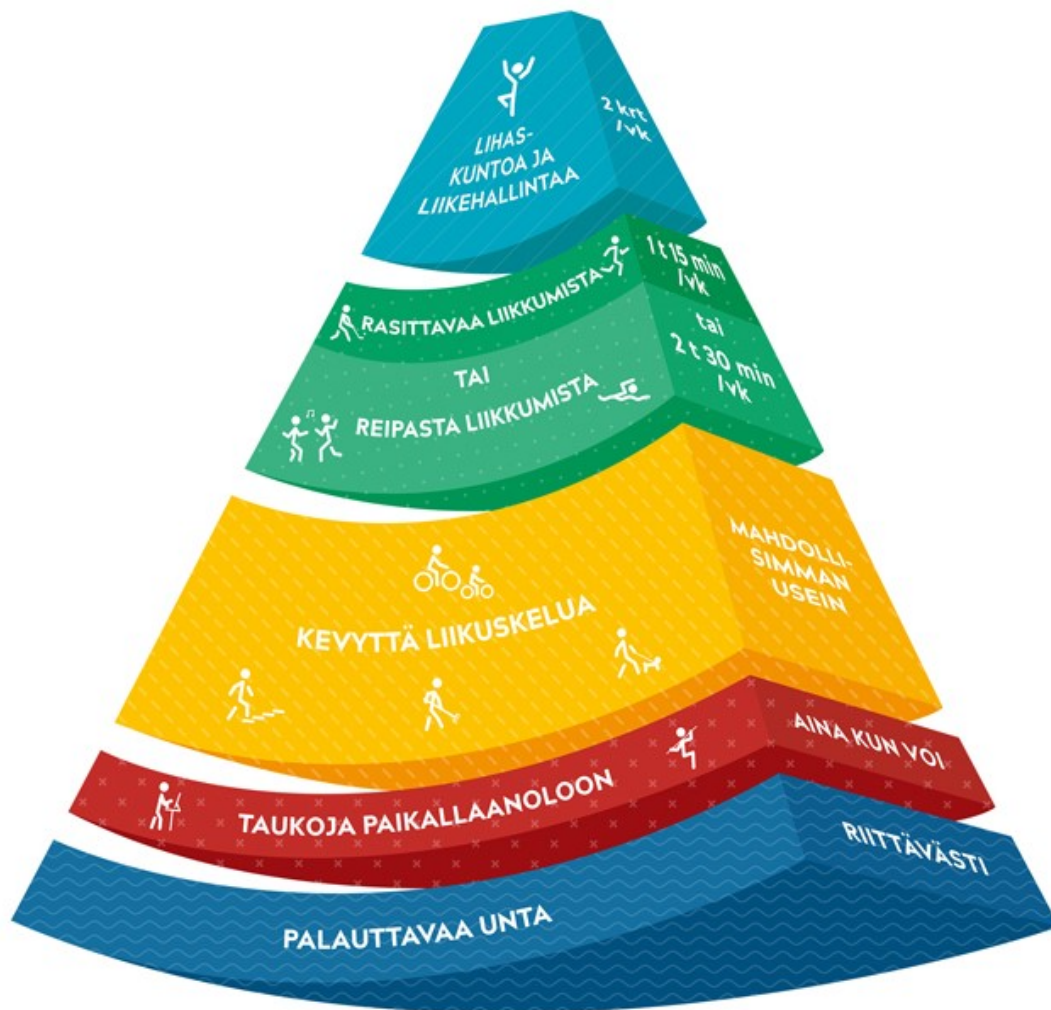 LIHAS-
KUNTOA JA
LIIKEHALLINTAA
2 krt
/vk
RASITTAVAA LIIKKUMISTA
1 t 15 min
/vk
TAI
tai
REIPASTA LIIKKUMISTA
2 t 30 min
/vk
KEVYTTÄ LIIKUSKELUA
MAHDOLLI-
SIMMAN
USEIN
TAUKOJA PAIKALLAANOLOON
AINA KUN VOI
PALAUTTAVAA UNTA
RIITTÄVÄSTI